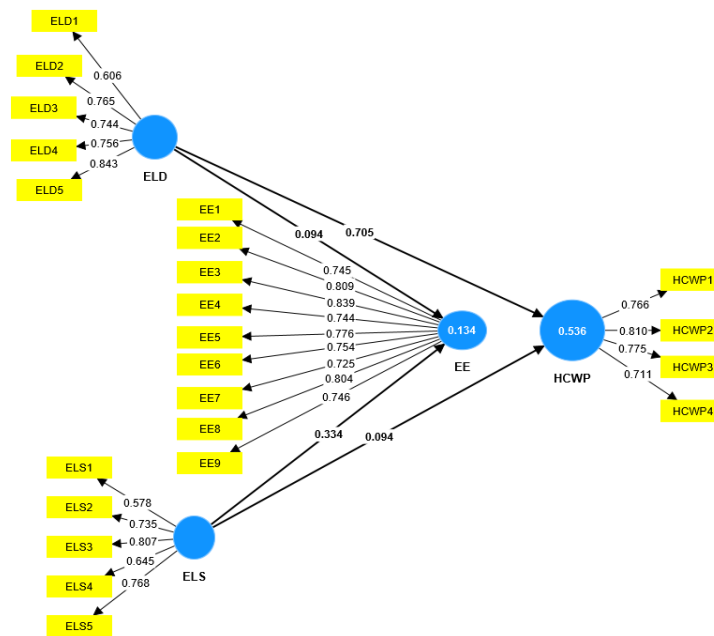 ELD1
ELD2
ELD3
ELD4
ELD5
0.606
0.765
0.744
0.756
0.843
ELD
EE1
EE2
EE3
EE4
EE5
EE6
EE7
EE8
EE9
0.094
0.705
0.745
0.809
0.839
0.744
0.776
0.754
0.725
0.804
0.746
0.134
EE
0.536
HCWP
0.766
0.810
0.775
0.711
HCWP1
HCWP2
HCWP3
HCWP4
0.334
0.094
ELS1
ELS2
ELS3
ELS4
ELS5
0.578
0.735
0.807
0.645
0.768
ELS